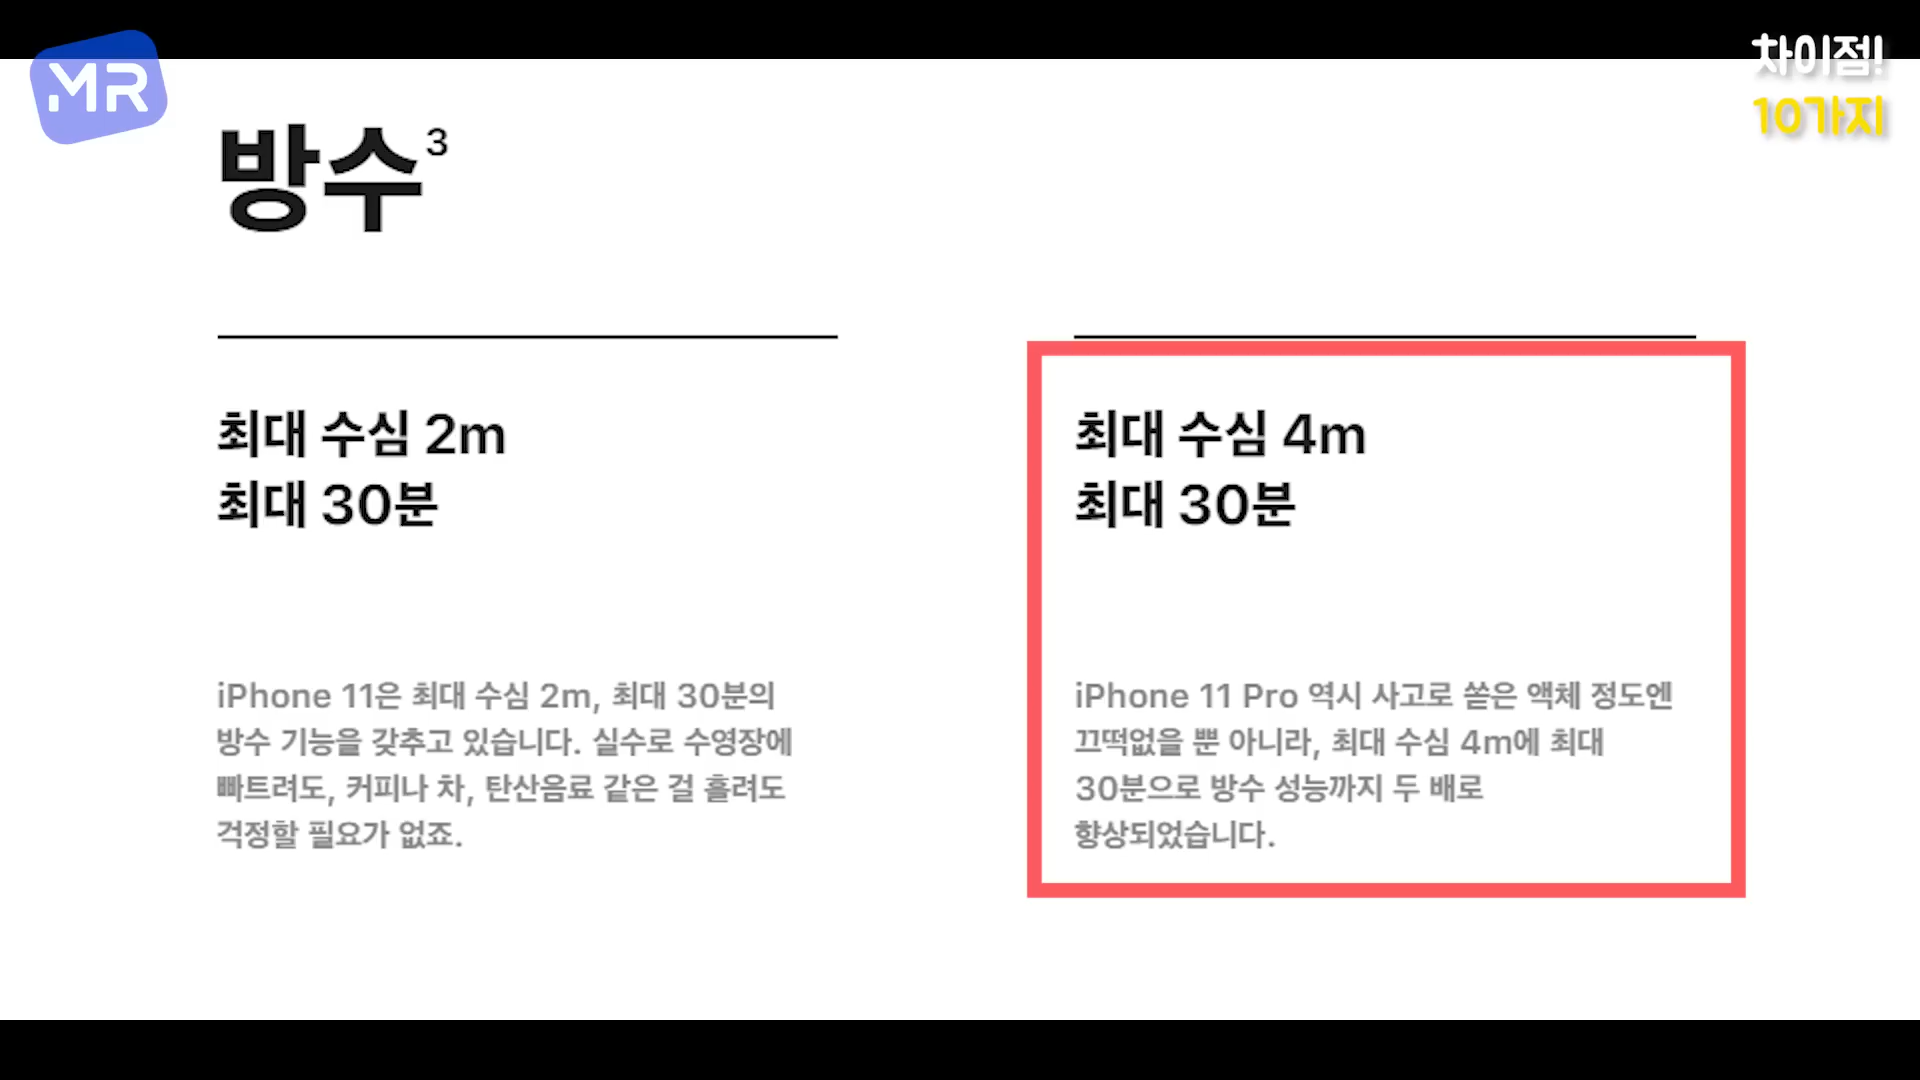 MR
차이점!
10가지
방수3
최대 수심 2m
최대 30분
iPhone 11은 최대 수심 2m, 최대 30분의
방수 기능을 갖추고 있습니다. 실수로 수영장에
빠트려도, 커피나 차, 탄산음료 같은 걸 흘려도
걱정할 필요가 없죠.
최대 수심 4m
최대 30분
iPhone 11 Pro 역시 사고로 쏟은 액체 정도엔
끄떡없을 뿐 아니라, 최대 수심 4m에 최대
30분으로 방수 성능까지 두 배로
향상되었습니다.